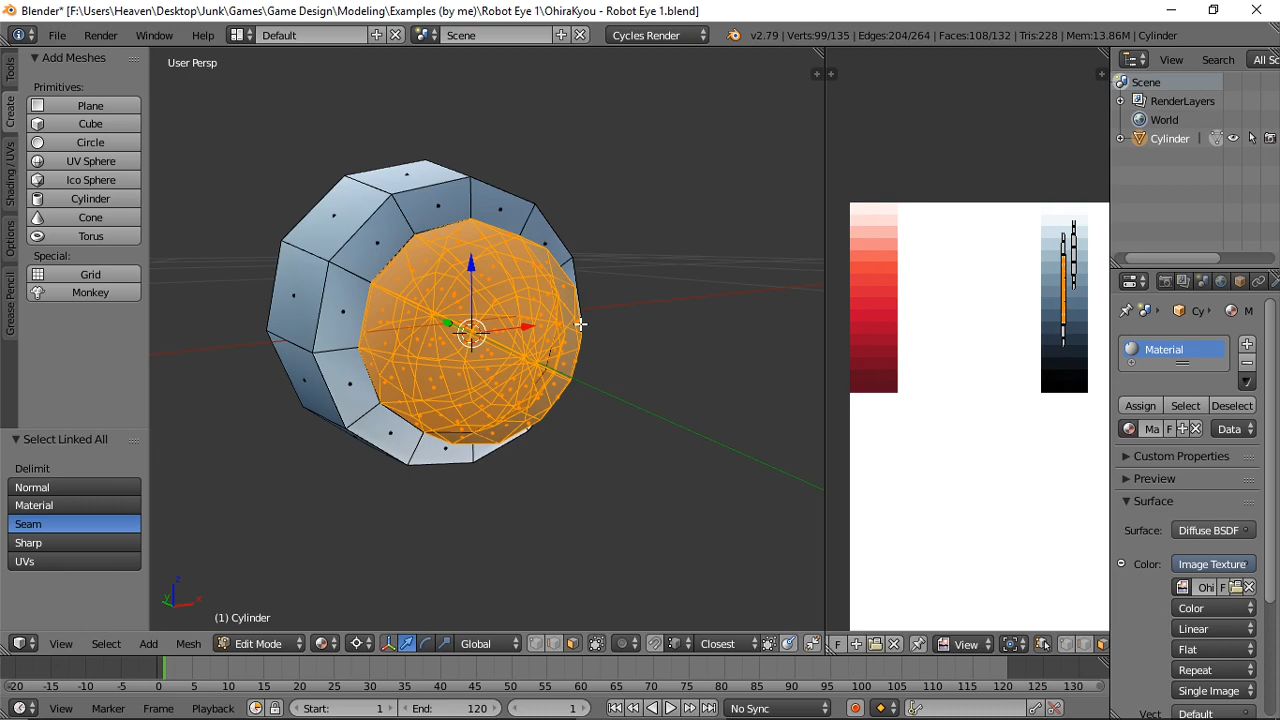 Blender* [F:\Users\Heaven\Desktop\Junk\Games\Game Design\Modeling\Examples (by me)\Robot Eye 1\OhiraKyou - Robot Eye 1.blend]
File Render Window Help Default Scene Cycles Render v2.79 | Verts:99/135 | Edges:204/264 | Faces:108/132 | Tris:228 | Mem:13.86M | Cylinder
Tools
Create
Shading / UVs
Options
Grease Pencil
Add Meshes
Primitives:
Plane
Cube
Circle
UV Sphere
Ico Sphere
Cylinder
Cone
Torus
Special:
Grid
Monkey
Select Linked All
Delimit
Normal
Material
Seam
Sharp
UVs
User Persp
z
y
x
(1) Cylinder
View Search All Sc
Scene
RenderLayers
World
Cylinder
Cy M
Material
Assign Select Deselect
Ma F Data
Custom Properties
Preview
Surface
Surface: Diffuse BSDF
Color: Image Texture
Ohi F
Color
Linear
Flat
Repeat
Single Image
Vect Default
View Select Add Mesh Edit Mode Global Closest F View
-20 -15 -10 -5 0 5 10 15 20 25 30 35 40 45 50 55 60 65 70 75 80 85 90 95 100 105 110 115 120 125 130
View Marker Frame Playback Start: 1 End: 120 1 No Sync